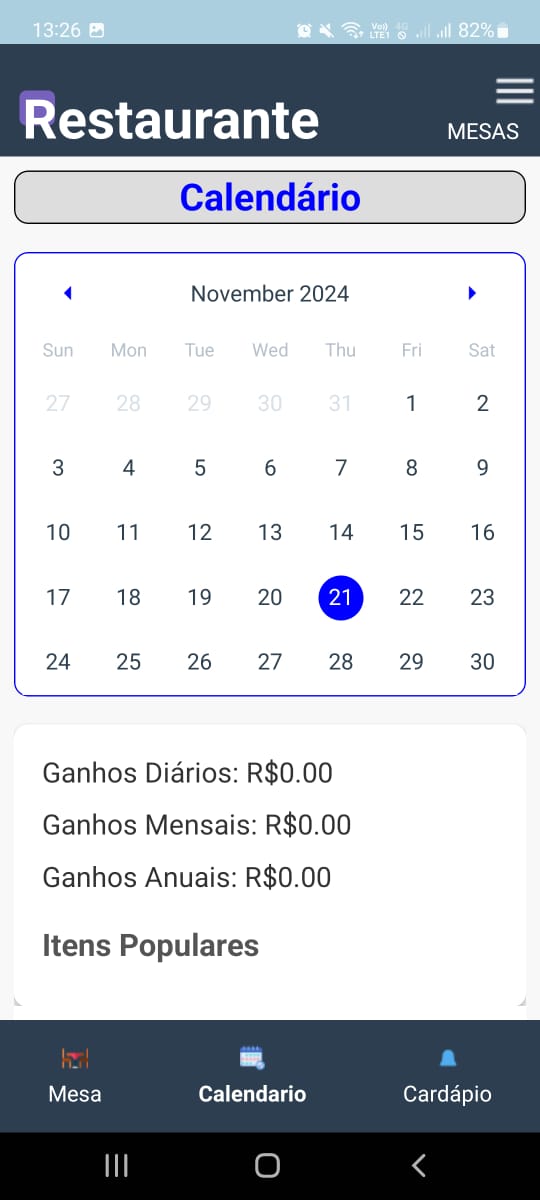 13:26 Vo)) LTE1 4G 82%
Restaurante
MESAS
Calendário
November 2024
Sun Mon Tue Wed Thu Fri Sat
27 28 29 30 31 1 2
3 4 5 6 7 8 9
10 11 12 13 14 15 16
17 18 19 20 21 22 23
24 25 26 27 28 29 30
Ganhos Diários: R$0.00
Ganhos Mensais: R$0.00
Ganhos Anuais: R$0.00
Itens Populares
Mesa Calendario Cardápio